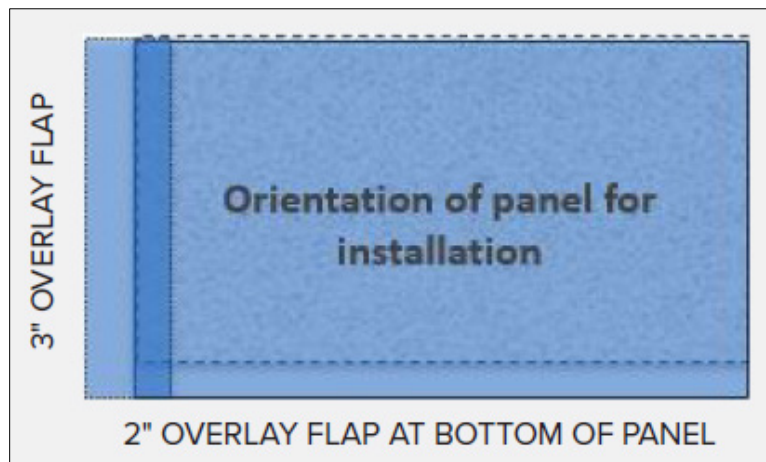 3" OVERLAY FLAP
Orientation of panel for
installation
2" OVERLAY FLAP AT BOTTOM OF PANEL